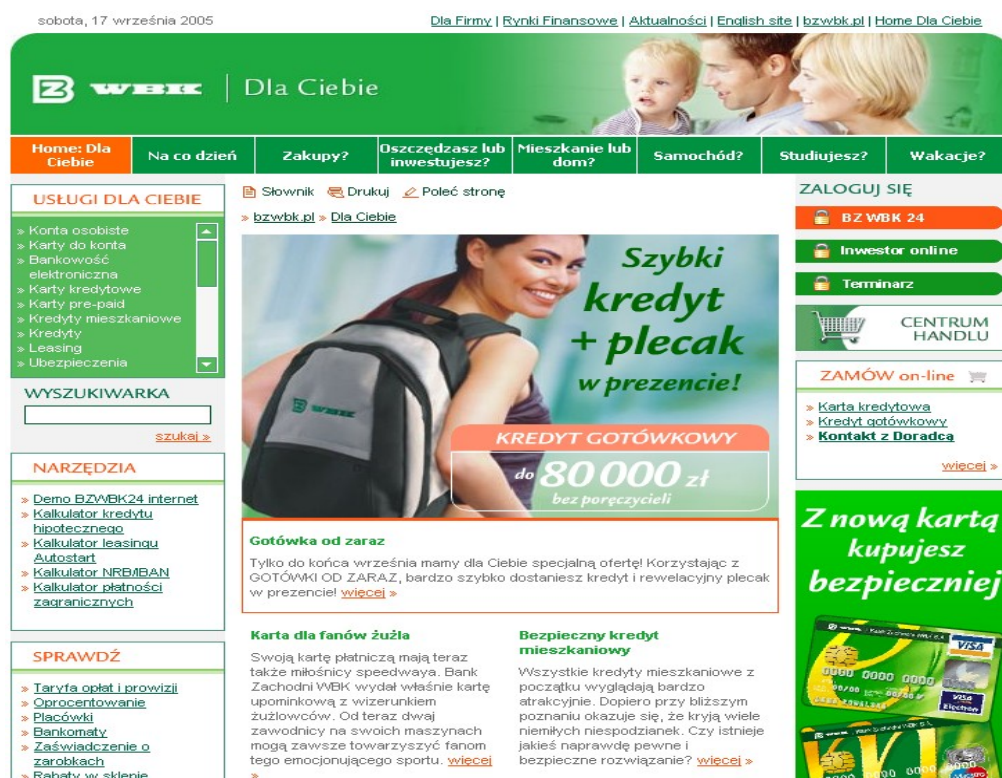 sobota, 17 września 2005
Dla Firmy | Rynki Finansowe | Aktualności | English site | bzwbk.pl | Home Dla Ciebie
B WBK | Dla Ciebie
Home: Dla Ciebie
Na co dzień
Zakupy?
Oszczędzasz lub inwestujesz?
Mieszkanie lub dom?
Samochód?
Studiujesz?
Wakacje?
USŁUGI DLA CIEBIE
» Konta osobiste
» Karty do konta
» Bankowość
elektroniczna
» Karty kredytowe
» Karty pre-paid
» Kredyty mieszkaniowe
» Kredyty
» Leasing
» Ubezpieczenia
WYSZUKIWARKA
szukaj »
NARZĘDZIA
» Demo BZWBK24 internet
» Kalkulator kredytu
hipotecznego
» Kalkulator leasingu
Autostart
» Kalkulator NRB/IBAN
» Kalkulator płatności
zagranicznych
SPRAWDŹ
» Taryfa opłat i prowizji
» Oprocentowanie
» Placówki
» Bankomaty
» Zaświadczenie o
zarobkach
» Rabaty w sklepie
Słownik Drukuj Poleć stronę
» bzwbk.pl » Dla Ciebie
Szybki
kredyt
+ plecak
w prezencie!
B WBK
KREDYT GOTÓWKOWY
do 80 000 zł
bez poręczycieli
Gotówka od zaraz
Tylko do końca września mamy dla Ciebie specjalną ofertę! Korzystając z
GOTÓWKI OD ZARAZ, bardzo szybko dostaniesz kredyt i rewelacyjny plecak
w prezencie! więcej »
Karta dla fanów żużla
Swoją kartę płatniczą mają teraz
także miłośnicy speedwaya. Bank
Zachodni WBK wydał właśnie kartę
upominkową z wizerunkiem
żużlowców. Od teraz dwaj
zawodnicy na swoich maszynach
mogą zawsze towarzyszyć fanom
tego emocjonującego sportu. więcej
»
Bezpieczny kredyt
mieszkaniowy
Wszystkie kredyty mieszkaniowe z
początku wyglądają bardzo
atrakcyjnie. Dopiero przy bliższym
poznaniu okazuje się, że kryją wiele
niemiłych niespodzianek. Czy istnieje
jakieś naprawdę pewne i
bezpieczne rozwiązanie? więcej »
ZALOGUJ SIĘ
BZ WBK 24
Inwestor online
Terminarz
CENTRUM
HANDLU
ZAMÓW on-line
» Karta kredytowa
» Kredyt gotówkowy
» Kontakt z Doradcą
więcej »
Z nową kartą
kupujesz
bezpieczniej
VISA
0000 0000 0000
VISA
Electron